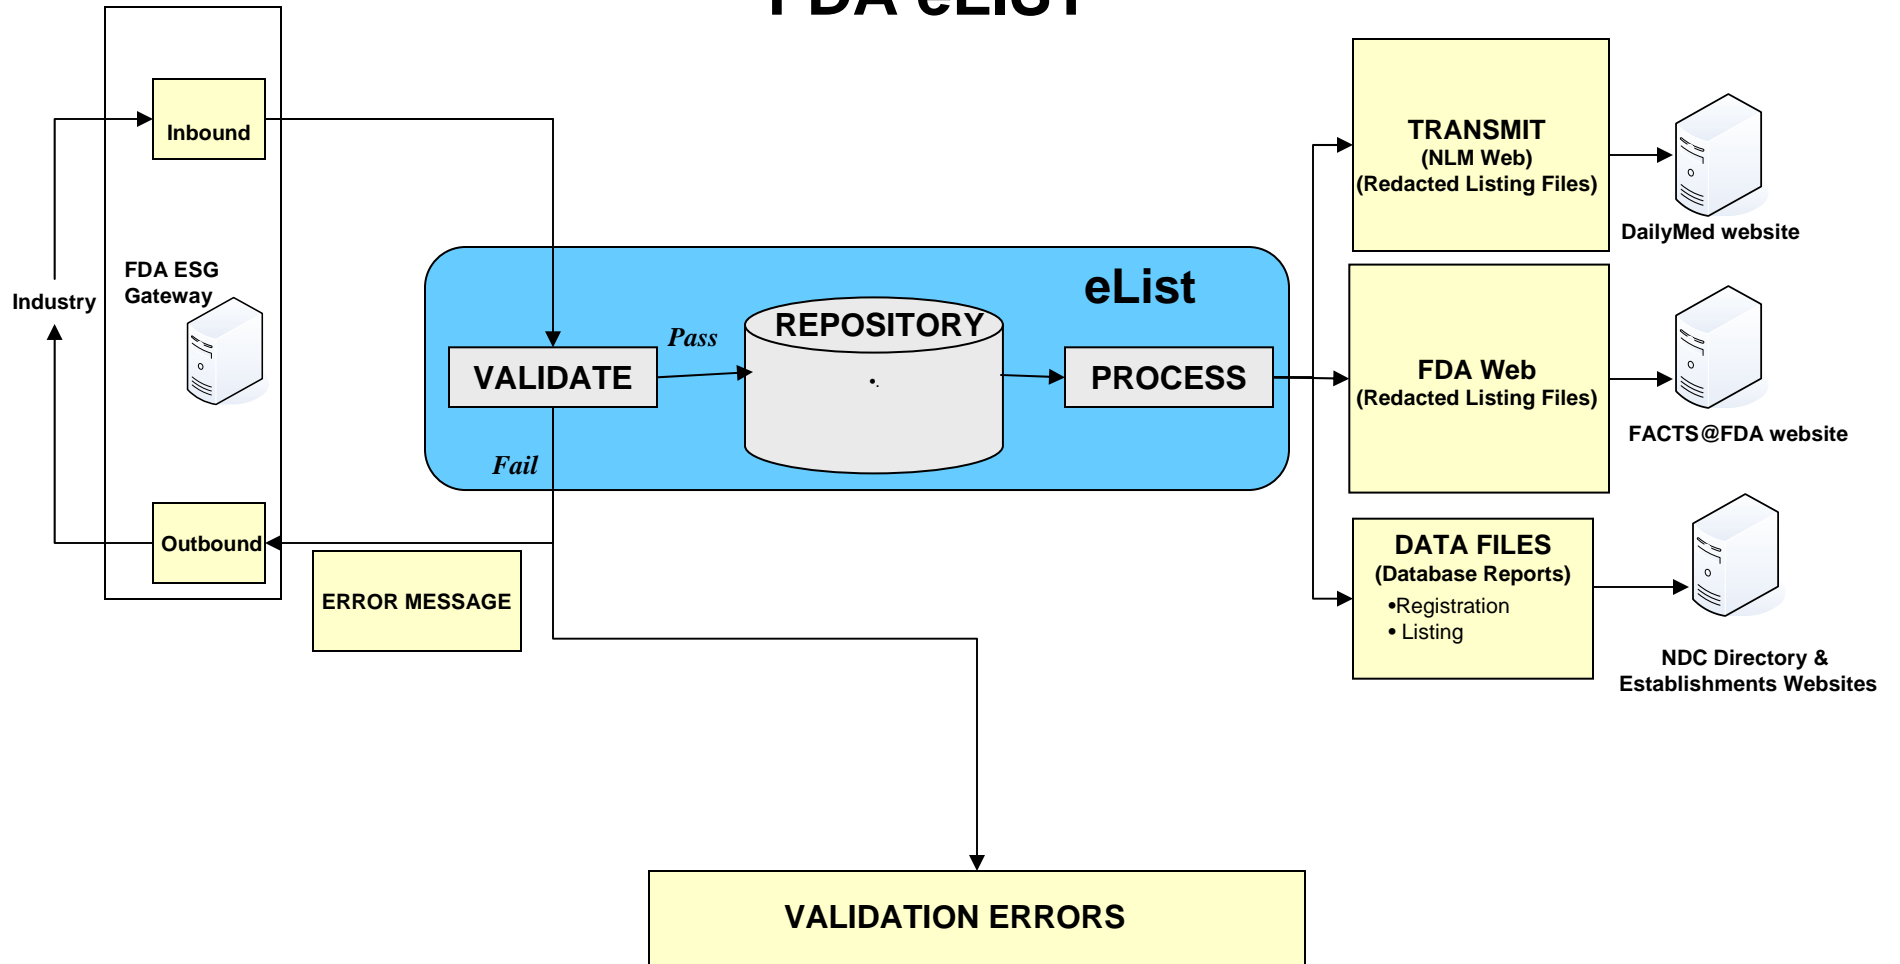 FDA eLIST
Inbound
FDA ESG
Gateway
Industry
Outbound
ERROR MESSAGE
eList
VALIDATE
Pass
Fail
REPOSITORY
•.
PROCESS
TRANSMIT
(NLM Web)
(Redacted Listing Files)
DailyMed website
FDA Web
(Redacted Listing Files)
FACTS@FDA website
DATA FILES
(Database Reports)
•Registration
• Listing
NDC Directory &
Establishments Websites
VALIDATION ERRORS